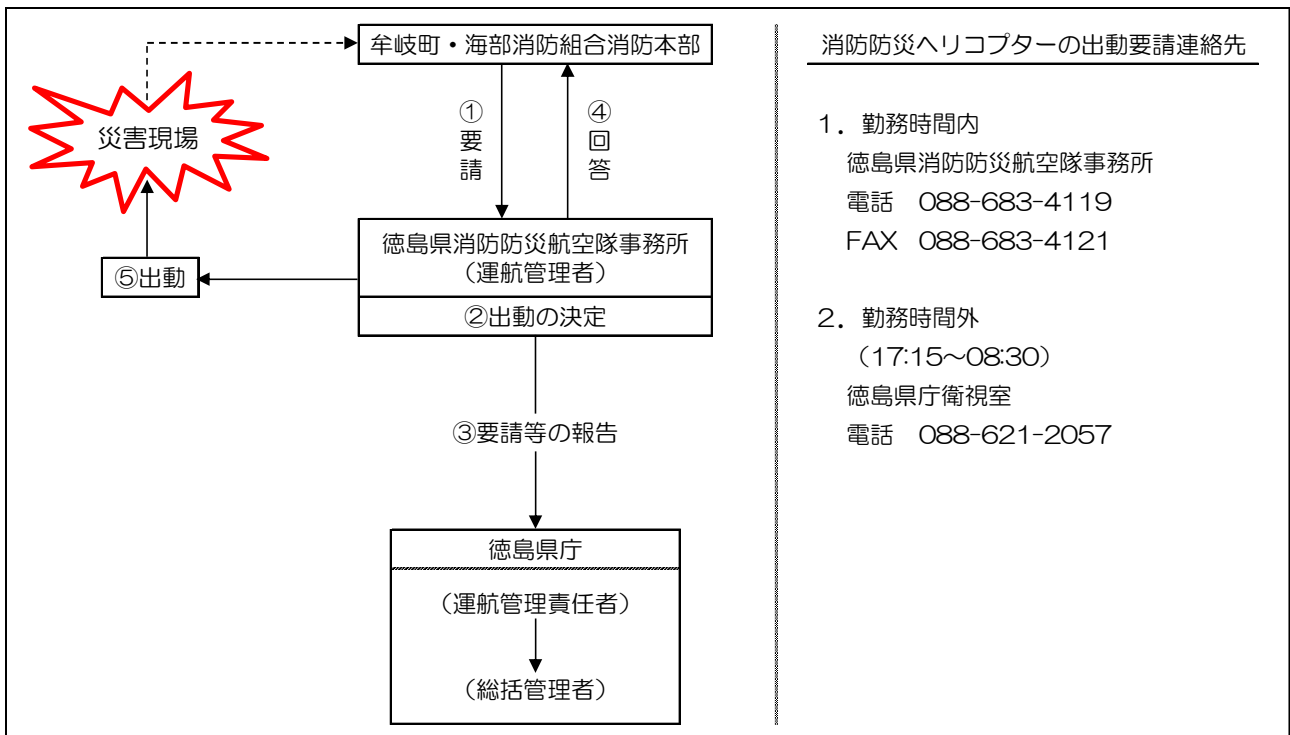 牟岐町・海部消防組合消防本部
災害現場
①要請
④回答
徳島県消防防災航空隊事務所
（運航管理者）
②出動の決定
⑤出動
③要請等の報告
徳島県庁
（運航管理責任者）
（総括管理者）
消防防災ヘリコプターの出動要請連絡先
１．勤務時間内
徳島県消防防災航空隊事務所
電話　088-683-4119
FAX　088-683-4121
２．勤務時間外
（17:15～08:30）
徳島県庁衛視室
電話　088-621-2057